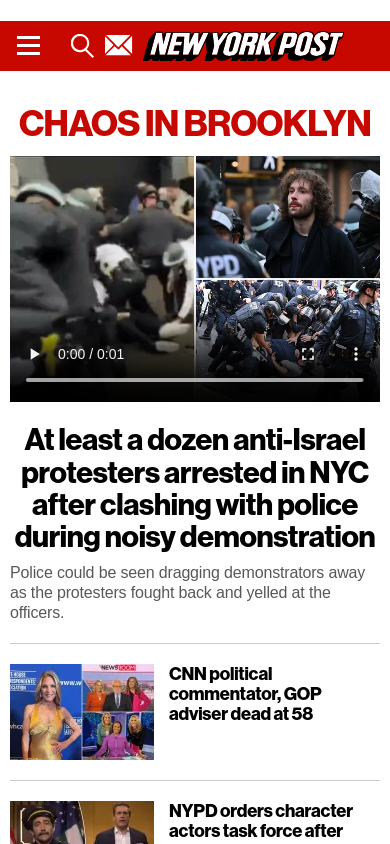 NEW YORK POST
CHAOS IN BROOKLYN
NYPD
0:00 / 0:01
At least a dozen anti-Israel
protesters arrested in NYC
after clashing with police
during noisy demonstration
Police could be seen dragging demonstrators away
as the protesters fought back and yelled at the
officers.
CNN political
commentator, GOP
adviser dead at 58
NYPD orders character
actors task force after